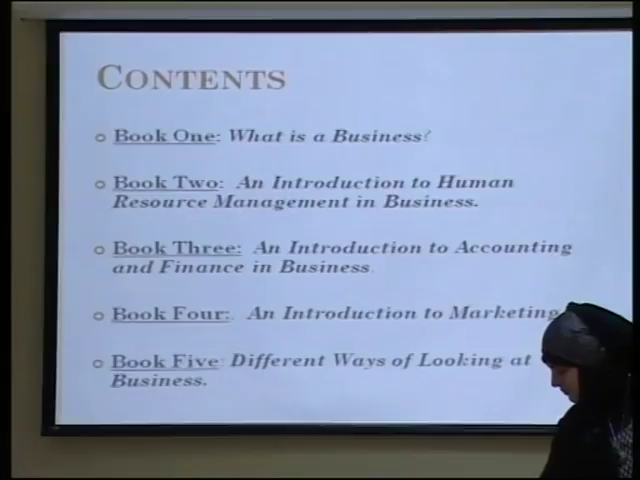 CONTENTS
Book One: What is a Business?
Book Two: An Introduction to Human
Resource Management in Business.
Book Three: An Introduction to Accounting
and Finance in Business
Book Four: An Introduction to Marketing
Book Five: Different Ways of Looking at
Business.